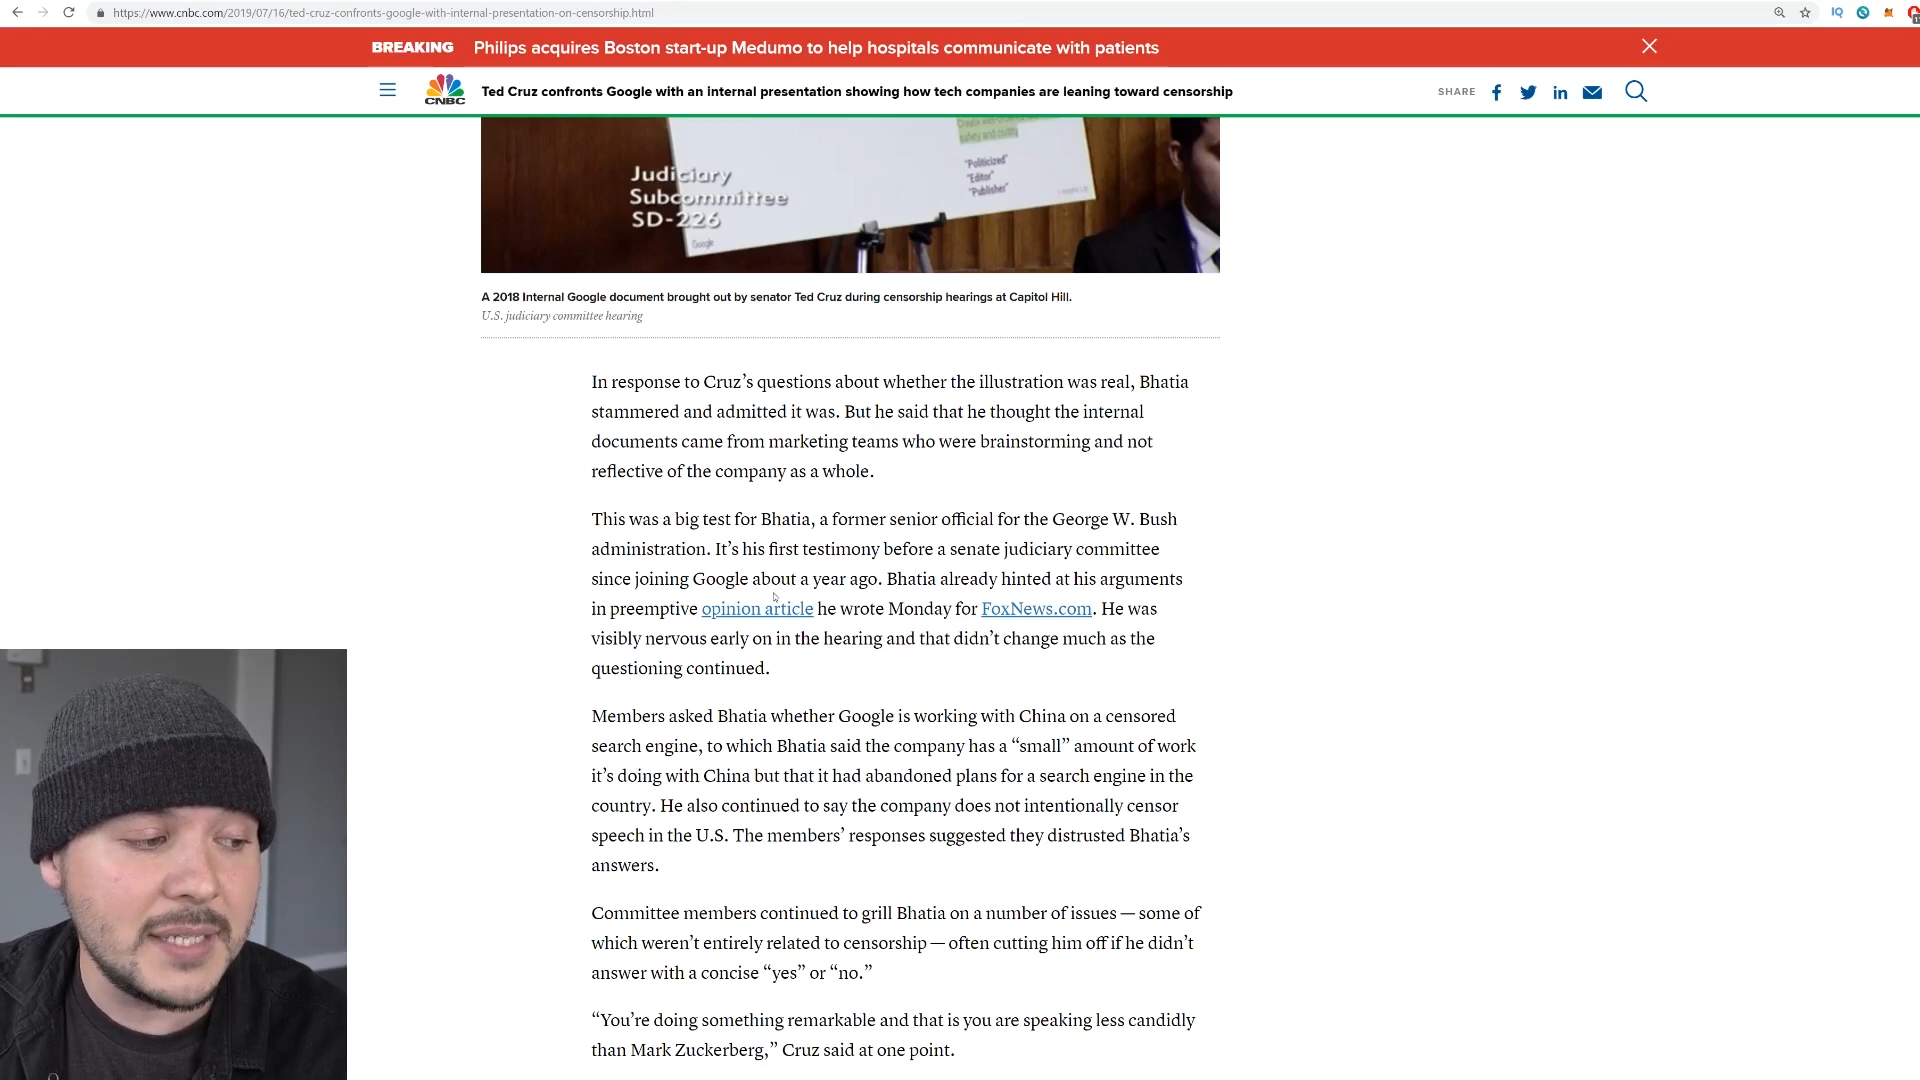 https://www.cnbc.com/2019/07/16/ted-cruz-confronts-google-with-internal-presentation-on-censorship.html
IQ
BREAKING Philips acquires Boston start-up Medumo to help hospitals communicate with patients
CNBC
Ted Cruz confronts Google with an internal presentation showing how tech companies are leaning toward censorship
SHARE
safety and civility
"Politicized"
"Editor"
"Publisher"
Judiciary
Subcommittee
SD-226
Google
A 2018 Internal Google document brought out by senator Ted Cruz during censorship hearings at Capitol Hill.
U.S. judiciary committee hearing
In response to Cruz’s questions about whether the illustration was real, Bhatia
stammered and admitted it was. But he said that he thought the internal
documents came from marketing teams who were brainstorming and not
reflective of the company as a whole.
This was a big test for Bhatia, a former senior official for the George W. Bush
administration. It’s his first testimony before a senate judiciary committee
since joining Google about a year ago. Bhatia already hinted at his arguments
in preemptive opinion article he wrote Monday for FoxNews.com. He was
visibly nervous early on in the hearing and that didn’t change much as the
questioning continued.
Members asked Bhatia whether Google is working with China on a censored
search engine, to which Bhatia said the company has a “small” amount of work
it’s doing with China but that it had abandoned plans for a search engine in the
country. He also continued to say the company does not intentionally censor
speech in the U.S. The members’ responses suggested they distrusted Bhatia’s
answers.
Committee members continued to grill Bhatia on a number of issues — some of
which weren’t entirely related to censorship — often cutting him off if he didn’t
answer with a concise “yes” or “no.”
“You’re doing something remarkable and that is you are speaking less candidly
than Mark Zuckerberg,” Cruz said at one point.